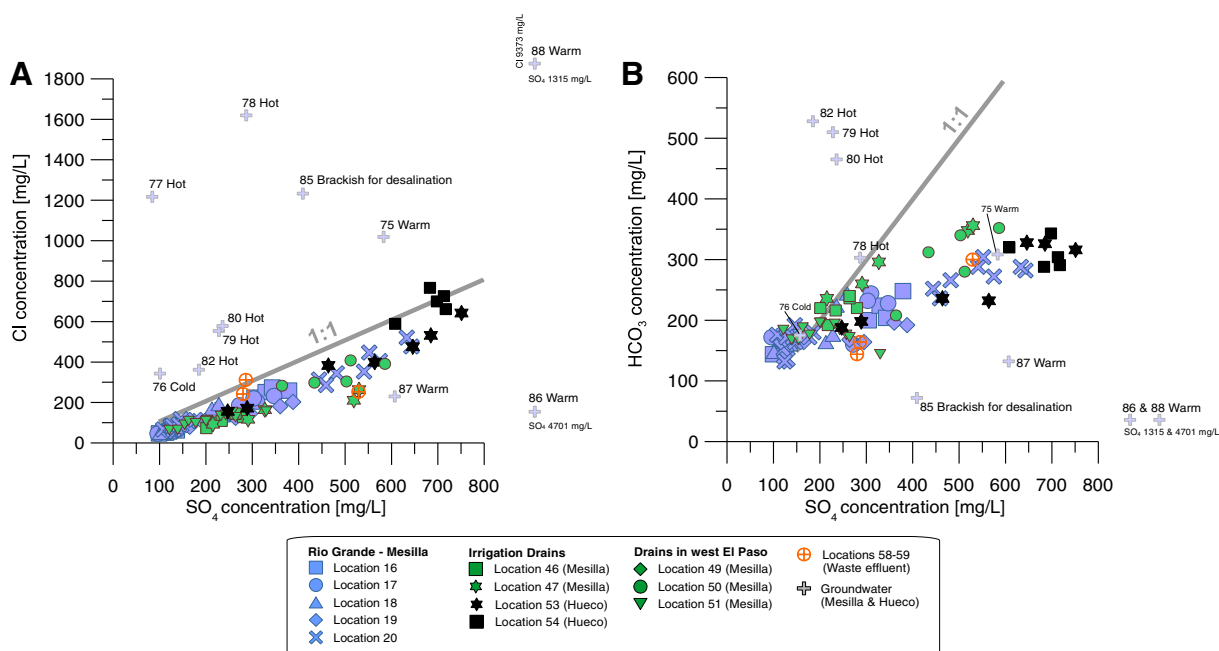 A
Cl concentration [mg/L]
1800
1600
1400
1200
1000
800
600
400
200
0
0 100 200 300 400 500 600 700 800
SO4 concentration [mg/L]
1:1
88 Warm
Cl 9373 mg/L
SO₄ 1315 mg/L
78 Hot
77 Hot
85 Brackish for desalination
75 Warm
80 Hot
79 Hot
82 Hot
76 Cold
87 Warm
86 Warm
SO₄ 4701 mg/L
B
HCO3 concentration [mg/L]
600
500
400
300
200
100
0
0 100 200 300 400 500 600 700 800
SO4 concentration [mg/L]
1:1
82 Hot
79 Hot
80 Hot
75 Warm
78 Hot
76 Cold
87 Warm
85 Brackish for desalination
86 & 88 Warm
SO₄ 1315 & 4701 mg/L
Rio Grande - Mesilla
Location 16
Location 17
Location 18
Location 19
Location 20
Irrigation Drains
Location 46 (Mesilla)
Location 47 (Mesilla)
Location 53 (Hueco)
Location 54 (Hueco)
Drains in west El Paso
Location 49 (Mesilla)
Location 50 (Mesilla)
Location 51 (Mesilla)
Locations 58-59
(Waste effluent)
Groundwater
(Mesilla & Hueco)